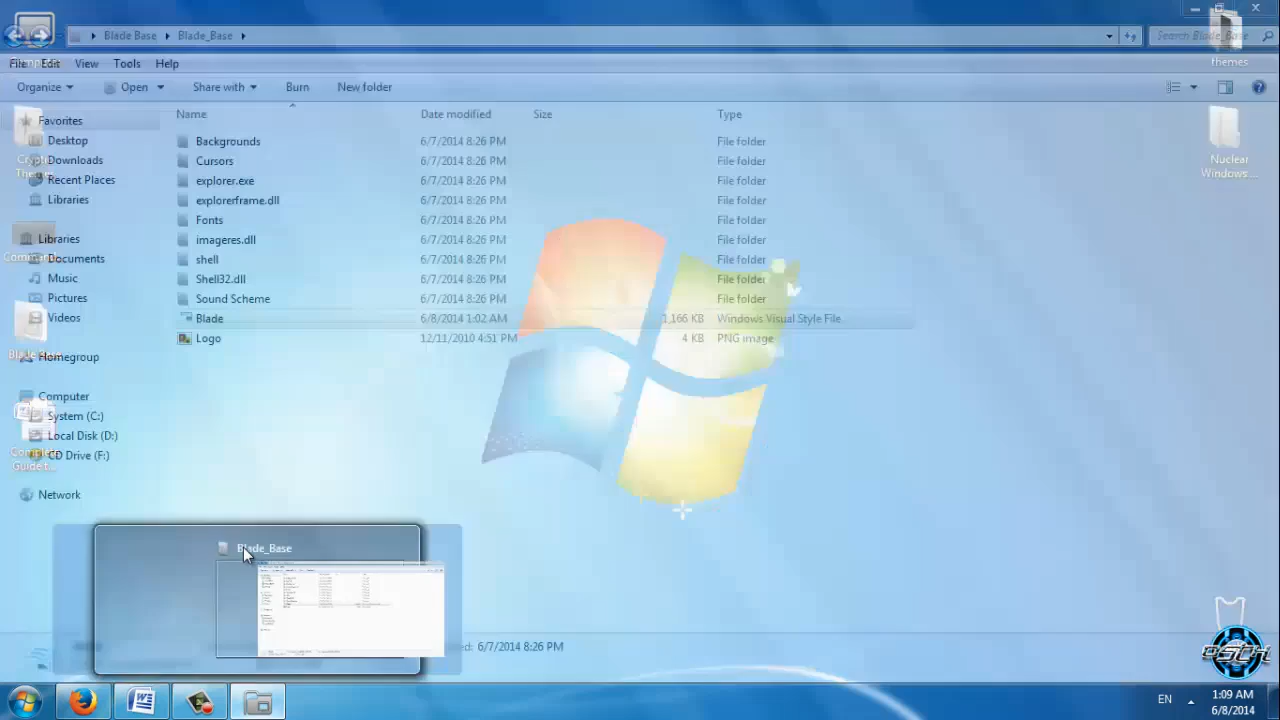 Blade Base Blade_Base Search Blade_Base
File Edit View Tools Help
Organize Open Share with Burn New folder
Name Date modified Size Type
Favorites
Desktop
Downloads
Recent Places
Libraries
Libraries
Documents
Music
Pictures
Videos
Homegroup
Computer
System (C:)
Local Disk (D:)
CD Drive (F:)
Network
Backgrounds 6/7/2014 8:26 PM File folder
Cursors 6/7/2014 8:26 PM File folder
explorer.exe 6/7/2014 8:26 PM File folder
explorerframe.dll 6/7/2014 8:26 PM File folder
Fonts 6/7/2014 8:26 PM File folder
imageres.dll 6/7/2014 8:26 PM File folder
shell 6/7/2014 8:26 PM File folder
Shell32.dll 6/7/2014 8:26 PM File folder
Sound Scheme 6/7/2014 8:26 PM File folder
Blade 6/8/2014 1:02 AM 1,166 KB Windows Visual Style File
Logo 12/11/2010 4:51 PM 4 KB PNG image
themes
Nuclear
Windows...
Guide t...
Blade_Base
6/7/2014 8:26 PM
EN
1:09 AM
6/8/2014